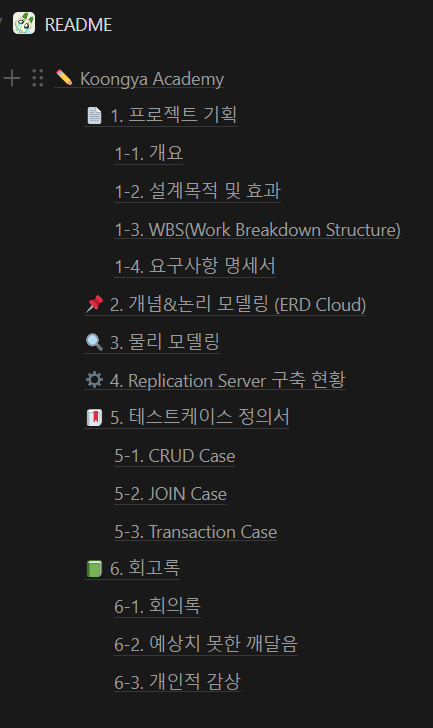 README
Koongya Academy
1. 프로젝트 기획
1-1. 개요
1-2. 설계목적 및 효과
1-3. WBS(Work Breakdown Structure)
1-4. 요구사항 명세서
2. 개념&논리 모델링 (ERD Cloud)
3. 물리 모델링
4. Replication Server 구축 현황
5. 테스트케이스 정의서
5-1. CRUD Case
5-2. JOIN Case
5-3. Transaction Case
6. 회고록
6-1. 회의록
6-2. 예상치 못한 깨달음
6-3. 개인적 감상